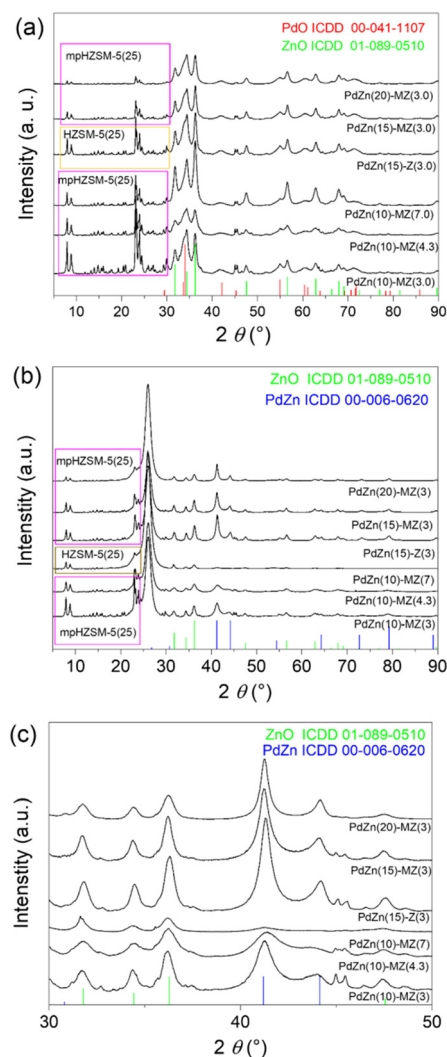 (a)
PdO ICDD 00-041-1107
ZnO ICDD 01-089-0510
mpHZSM-5(25)
PdZn(20)-MZ(3.0)
PdZn(15)-MZ(3.0)
HZSM-5(25)
PdZn(15)-Z(3.0)
mpHZSM-5(25)
PdZn(10)-MZ(7.0)
PdZn(10)-MZ(4.3)
PdZn(10)-MZ(3.0)
Intensity (a. u.)
10 20 30 40 50 60 70 80 90
2 θ (°)
(b)
ZnO ICDD 01-089-0510
PdZn ICDD 00-006-0620
mpHZSM-5(25)
PdZn(20)-MZ(3)
PdZn(15)-MZ(3)
PdZn(15)-Z(3)
HZSM-5(25)
PdZn(10)-MZ(7)
PdZn(10)-MZ(4.3)
mpHZSM-5(25)
PdZn(10)-MZ(3)
Intenstity (a.u.)
10 20 30 40 50 60 70 80 90
2 θ (°)
(c)
ZnO ICDD 01-089-0510
PdZn ICDD 00-006-0620
PdZn(20)-MZ(3)
PdZn(15)-MZ(3)
PdZn(15)-Z(3)
PdZn(10)-MZ(7)
PdZn(10)-MZ(4.3)
PdZn(10)-MZ(3)
Intenstity (a.u.)
30 40 50
2 θ (°)